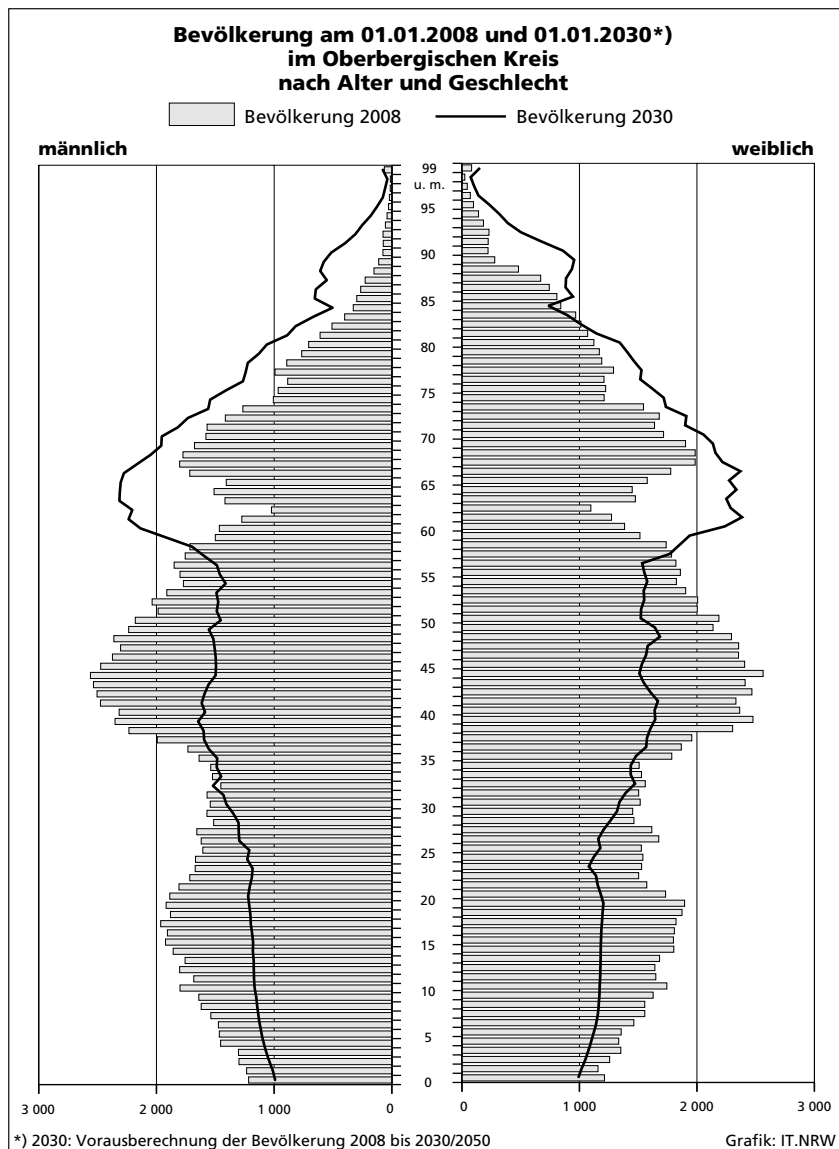 Bevölkerung am 01.01.2008 und 01.01.2030*)
im Oberbergischen Kreis
nach Alter und Geschlecht
Bevölkerung 2008 Bevölkerung 2030
männlich weiblich
99
u. m.
95
90
85
80
75
70
65
60
55
50
45
40
35
30
25
20
15
10
5
0
3 000 2 000 1 000 0 0 1 000 2 000 3 000
*) 2030: Vorausberechnung der Bevölkerung 2008 bis 2030/2050 Grafik: IT.NRW